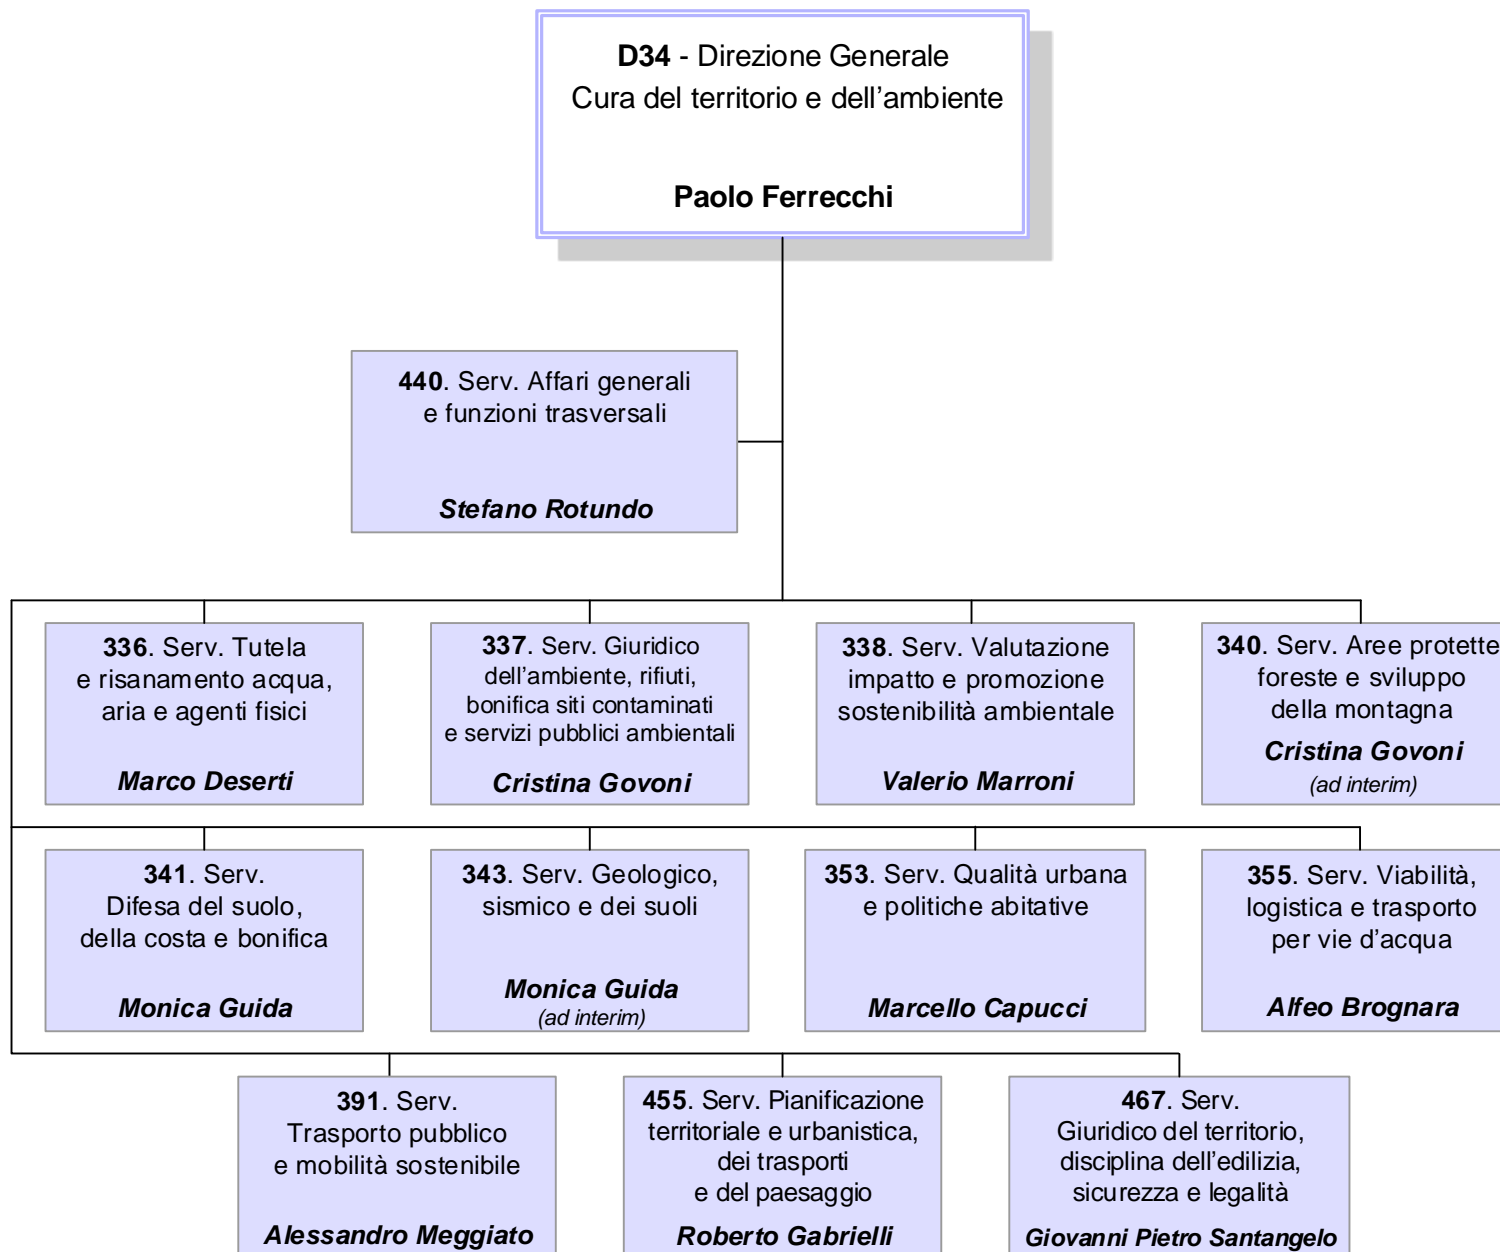 D34 - Direzione Generale
Cura del territorio e dell’ambiente
Paolo Ferrecchi
440. Serv. Affari generali
e funzioni trasversali
Stefano Rotundo
336. Serv. Tutela
e risanamento acqua,
aria e agenti fisici
Marco Deserti
337. Serv. Giuridico
dell’ambiente, rifiuti,
bonifica siti contaminati
e servizi pubblici ambientali
Cristina Govoni
338. Serv. Valutazione
impatto e promozione
sostenibilità ambientale
Valerio Marroni
340. Serv. Aree protette
foreste e sviluppo
della montagna
Cristina Govoni
(ad interim)
341. Serv.
Difesa del suolo,
della costa e bonifica
Monica Guida
343. Serv. Geologico,
sismico e dei suoli
Monica Guida
(ad interim)
353. Serv. Qualità urbana
e politiche abitative
Marcello Capucci
355. Serv. Viabilità,
logistica e trasporto
per vie d’acqua
Alfeo Brognara
391. Serv.
Trasporto pubblico
e mobilità sostenibile
Alessandro Meggiato
455. Serv. Pianificazione
territoriale e urbanistica,
dei trasporti
e del paesaggio
Roberto Gabrielli
467. Serv.
Giuridico del territorio,
disciplina dell’edilizia,
sicurezza e legalità
Giovanni Pietro Santangelo